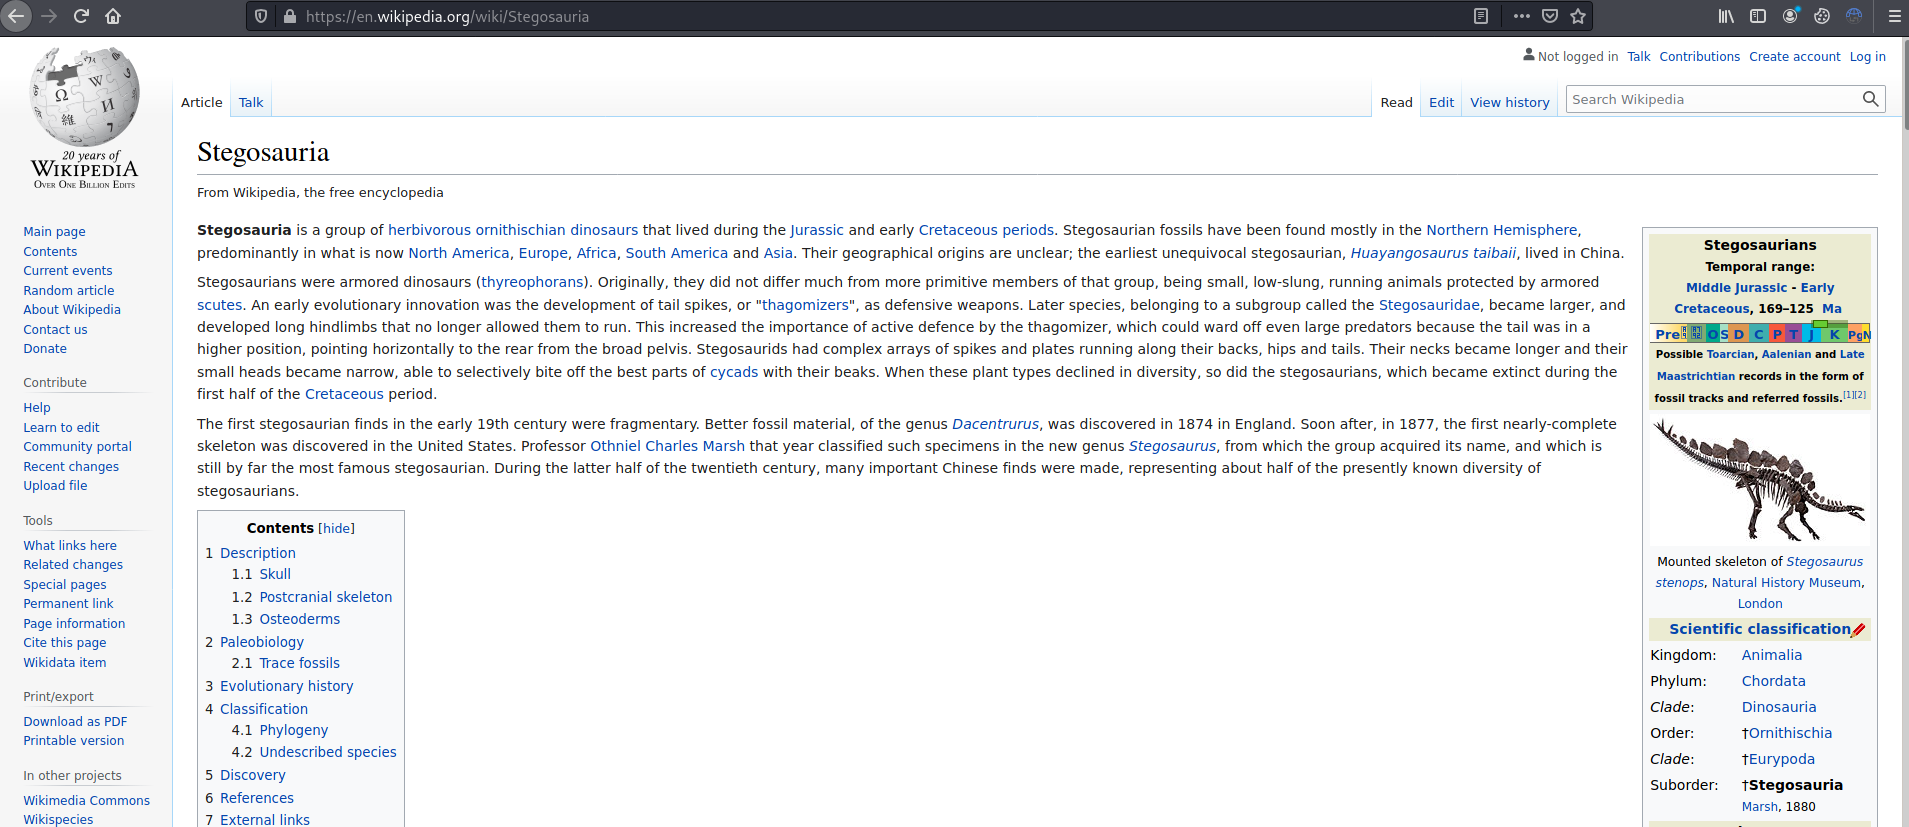 https://en.wikipedia.org/wiki/Stegosauria
Not logged in Talk Contributions Create account Log in
Article Talk
Read Edit View history Search Wikipedia
20 years of
WIKIPEDIA
Over One Billion Edits
Main page
Contents
Current events
Random article
About Wikipedia
Contact us
Donate
Contribute
Help
Learn to edit
Community portal
Recent changes
Upload file
Tools
What links here
Related changes
Special pages
Permanent link
Page information
Cite this page
Wikidata item
Print/export
Download as PDF
Printable version
In other projects
Wikimedia Commons
Wikispecies
Stegosauria
From Wikipedia, the free encyclopedia
Stegosauria is a group of herbivorous ornithischian dinosaurs that lived during the Jurassic and early Cretaceous periods. Stegosaurian fossils have been found mostly in the Northern Hemisphere,
predominantly in what is now North America, Europe, Africa, South America and Asia. Their geographical origins are unclear; the earliest unequivocal stegosaurian, Huayangosaurus taibaii, lived in China.
Stegosaurians were armored dinosaurs (thyreophorans). Originally, they did not differ much from more primitive members of that group, being small, low-slung, running animals protected by armored
scutes. An early evolutionary innovation was the development of tail spikes, or "thagomizers", as defensive weapons. Later species, belonging to a subgroup called the Stegosauridae, became larger, and
developed long hindlimbs that no longer allowed them to run. This increased the importance of active defence by the thagomizer, which could ward off even large predators because the tail was in a
higher position, pointing horizontally to the rear from the broad pelvis. Stegosaurids had complex arrays of spikes and plates running along their backs, hips and tails. Their necks became longer and their
small heads became narrow, able to selectively bite off the best parts of cycads with their beaks. When these plant types declined in diversity, so did the stegosaurians, which became extinct during the
first half of the Cretaceous period.
The first stegosaurian finds in the early 19th century were fragmentary. Better fossil material, of the genus Dacentrurus, was discovered in 1874 in England. Soon after, in 1877, the first nearly-complete
skeleton was discovered in the United States. Professor Othniel Charles Marsh that year classified such specimens in the new genus Stegosaurus, from which the group acquired its name, and which is
still by far the most famous stegosaurian. During the latter half of the twentieth century, many important Chinese finds were made, representing about half of the presently known diversity of
stegosaurians.
Contents [hide]
1 Description
1.1 Skull
1.2 Postcranial skeleton
1.3 Osteoderms
2 Paleobiology
2.1 Trace fossils
3 Evolutionary history
4 Classification
4.1 Phylogeny
4.2 Undescribed species
5 Discovery
6 References
7 External links
Stegosaurians
Temporal range:
Middle Jurassic - Early
Cretaceous, 169–125 Ma
Pre O S D C P T J K Pg N
Possible Toarcian, Aalenian and Late
Maastrichtian records in the form of
fossil tracks and referred fossils.[1][2]
Mounted skeleton of Stegosaurus
stenops, Natural History Museum,
London
Scientific classification
Kingdom: Animalia
Phylum: Chordata
Clade: Dinosauria
Order: †Ornithischia
Clade: †Eurypoda
Suborder: †Stegosauria
Marsh, 1880